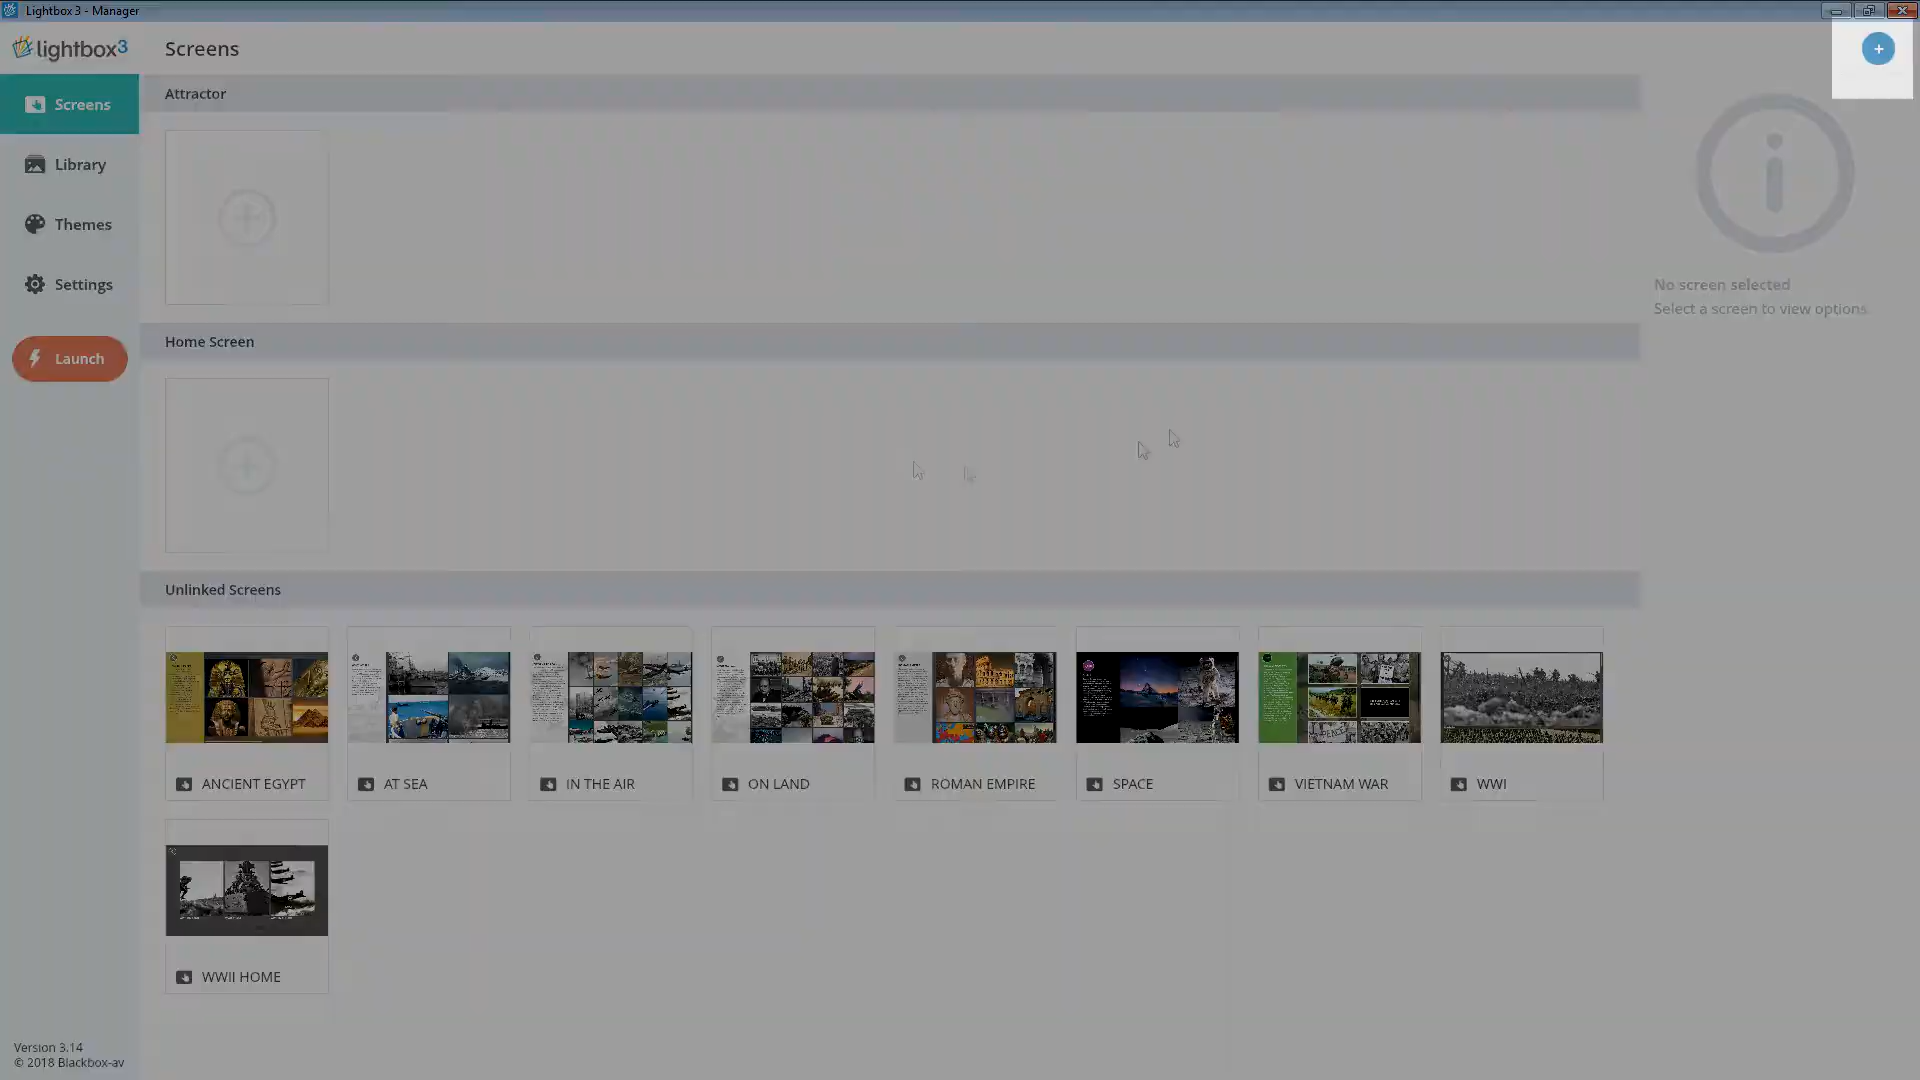 Lightbox 3 - Manager
lightbox3
Screens
Screens
Library
Themes
Settings
Launch
Attractor
Home Screen
No screen selected
Select a screen to view options.
Unlinked Screens
ANCIENT EGYPT
AT SEA
IN THE AIR
ON LAND
ROMAN EMPIRE
SPACE
VIETNAM WAR
WWI
WWII HOME
Version 3.14
© 2018 Blackbox-av